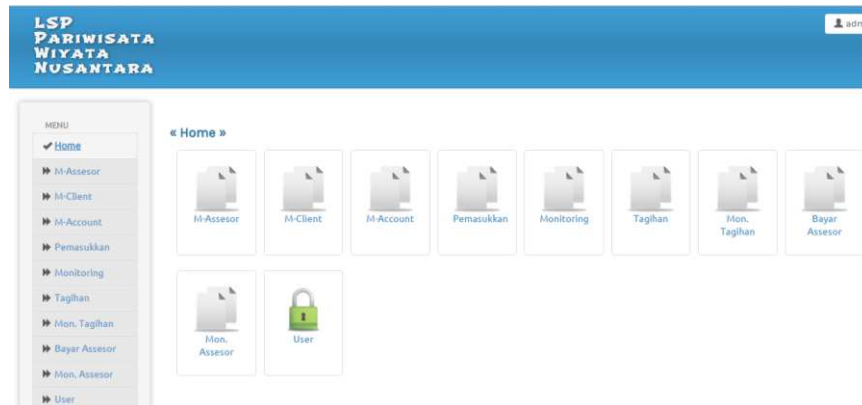 LSP
PARIWISATA
WIYATA
NUSANTARA
adm
MENU
Home
M-Assesor
M-Client
M-Account
Pemasukkan
Monitoring
Tagihan
Mon. Tagihan
Bayar Assesor
Mon. Assesor
User
« Home »
M-Assesor
M-Client
M-Account
Pemasukkan
Monitoring
Tagihan
Mon.
Tagihan
Bayar
Assesor
Mon.
Assesor
User